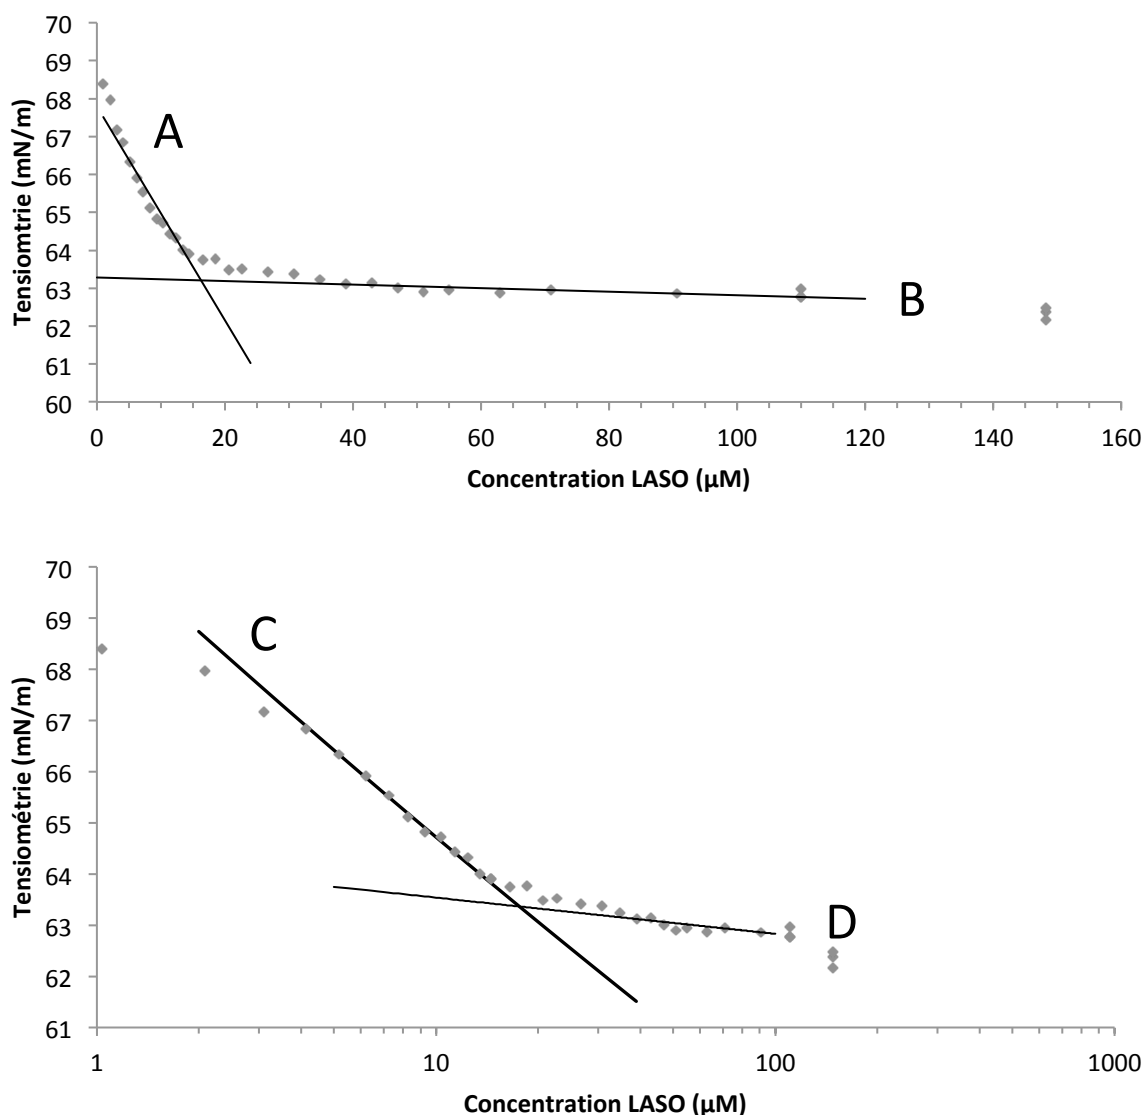 70
69
68
67
66
65
64
63
62
61
60
Tensiomtrie (mN/m)
A
B
0 20 40 60 80 100 120 140 160
Concentration LASO (µM)
70
69
68
67
66
65
64
63
62
61
Tensiométrie (mN/m)
C
D
1 10 100 1000
Concentration LASO (µM)